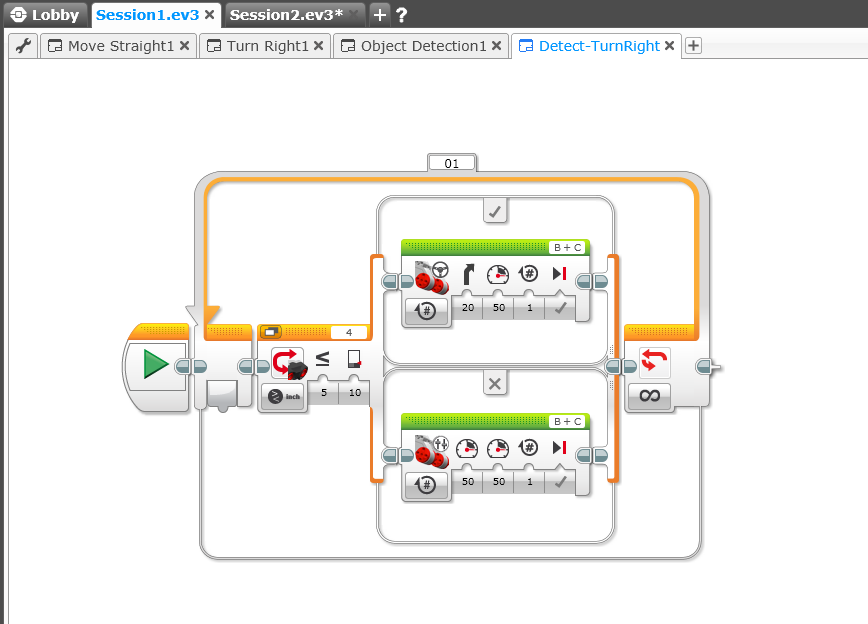 Lobby Session1.ev3 Session2.ev3* + ?
Move Straight1 Turn Right1 Object Detection1 Detect-TurnRight +
01
B + C
#
20 50 1
4
≤
inch 5 10
∞
B + C
#
50 50 1